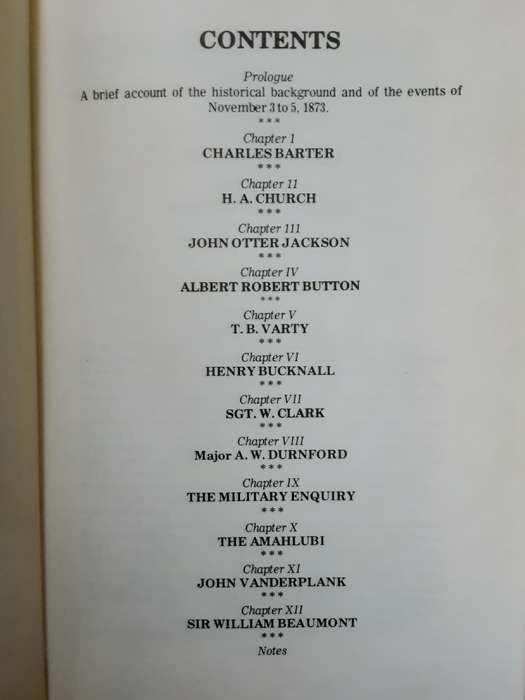 CONTENTS
Prologue
A brief account of the historical background and of the events of
November 3 to 5, 1873.
***
Chapter 1
CHARLES BARTER
***
Chapter 11
H. A. CHURCH
***
Chapter 111
JOHN OTTER JACKSON
***
Chapter IV
ALBERT ROBERT BUTTON
***
Chapter V
T. B. VARTY
***
Chapter VI
HENRY BUCKNALL
***
Chapter VII
SGT. W. CLARK
***
Chapter VIII
Major A. W. DURNFORD
***
Chapter IX
THE MILITARY ENQUIRY
***
Chapter X
THE AMAHLUBI
***
Chapter XI
JOHN VANDERPLANK
***
Chapter XII
SIR WILLIAM BEAUMONT
***
Notes